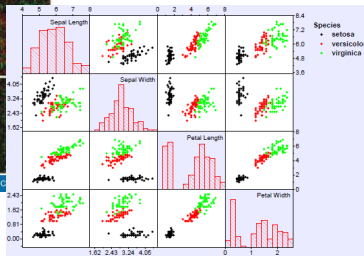 4 5 6 7 8
0 2 4 6 8
Sepal Length
8.4
7.2
6.0
4.8
3.6
Species
setosa
versicolor
virginica
4.05
3.24
2.43
1.62
Sepal Width
Petal Length
8
6
4
2
0
2.43
1.62
0.81
0.00
Petal Width
1.62 2.43 3.24 4.05
0 1 2